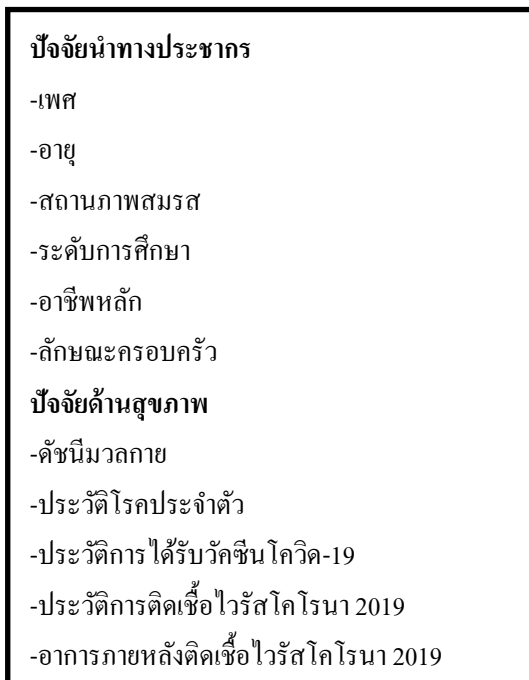 ปัจจัยนำทางประชากร
-เพศ
-อายุ
-สถานภาพสมรส
-ระดับการศึกษา
-อาชีพหลัก
-ลักษณะครอบครัว
ปัจจัยด้านสุขภาพ
-ดัชนีมวลกาย
-ประวัติโรคประจำตัว
-ประวัติการได้รับวัคซีนโควิด-19
-ประวัติการติดเชื้อไวรัสโคโรนา 2019
-อาการภายหลังติดเชื้อไวรัสโคโรนา 2019